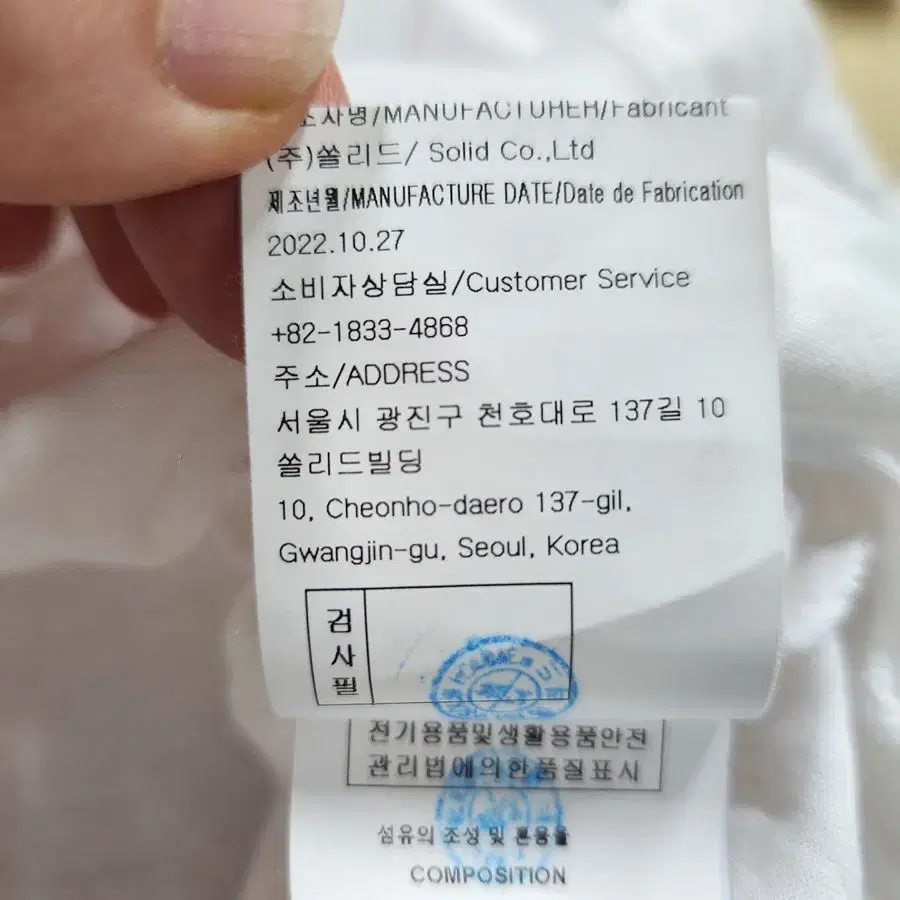 조사명/MANUFACTURER/Fabricant
(주)쏠리드/ Solid Co.,Ltd
제조년월/MANUFACTURE DATE/Date de Fabrication
2022.10.27
소비자상담실/Customer Service
+82-1833-4868
주소/ADDRESS
서울시 광진구 천호대로 137길 10
쏠리드빌딩
10, Cheonho-daero 137-gil,
Gwangjin-gu, Seoul, Korea
검
사
필
전기용품및생활용품안전
관리법에의한품질표시
섬유의 조성 및 혼용율
COMPOSITION